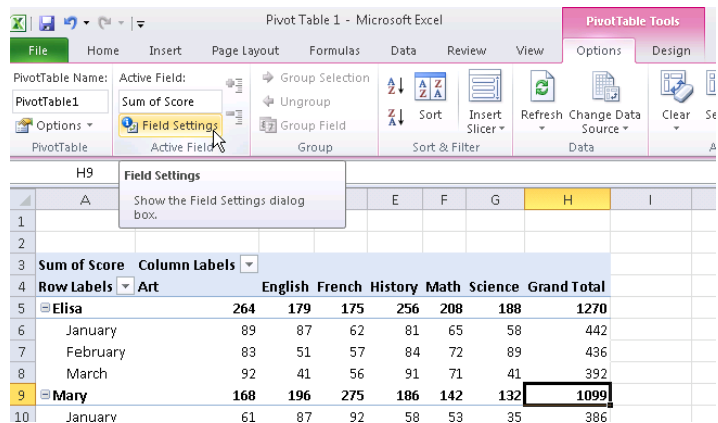 Pivot Table 1 - Microsoft Excel
PivotTable Tools
File Home Insert Page Layout Formulas Data Review View Options Design
PivotTable Name:
PivotTable1
Options
PivotTable
Active Field:
Sum of Score
Field Settings
Active Field
Group Selection
Ungroup
Group Field
Group
Sort
Insert Slicer
Sort & Filter
Refresh
Change Data Source
Data
Clear
H9
Field Settings
Show the Field Settings dialog
box.
A E F G H I
1
2
3 Sum of Score Column Labels
4 Row Labels Art English French History Math Science Grand Total
5 Elisa 264 179 175 256 208 188 1270
6 January 89 87 62 81 65 58 442
7 February 83 51 57 84 72 89 436
8 March 92 41 56 91 71 41 392
9 Mary 168 196 275 186 142 132 1099
10 January 61 87 92 58 53 35 386